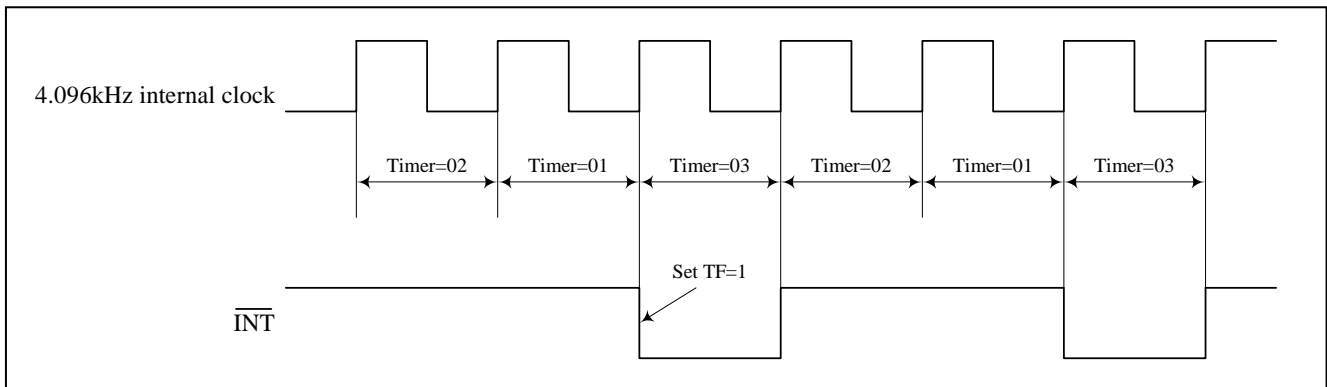 4.096kHz internal clock
Timer=02 Timer=01 Timer=03 Timer=02 Timer=01 Timer=03
Set TF=1
INT